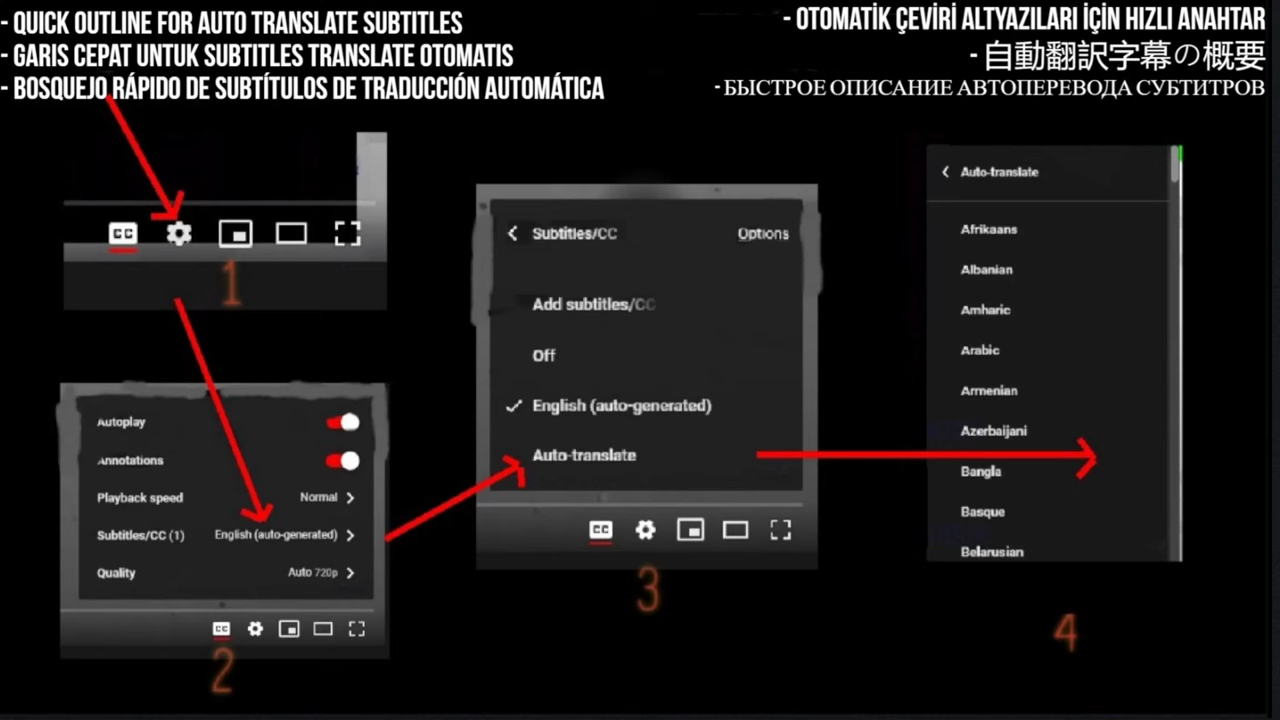 - QUICK OUTLINE FOR AUTO TRANSLATE SUBTITLES
- GARIS CEPAT UNTUK SUBTITLES TRANSLATE OTOMATIS
- BOSQUEJO RÁPIDO DE SUBTÍTULOS DE TRADUCCIÓN AUTOMÁTICA
- OTOMATİK ÇEVİRİ ALTYAZILARI İÇİN HIZLI ANAHTAR
- 自動翻訳字幕の概要
- БЫСТРОЕ ОПИСАНИЕ АВТОПЕРЕВОДА СУБТИТРОВ
CC
1
Autoplay
Annotations
Playback speed Normal
Subtitles/CC (1) English (auto-generated)
Quality Auto 720p
CC
2
Subtitles/CC Options
Add subtitles/CC
Off
English (auto-generated)
Auto-translate
CC
3
Auto-translate
Afrikaans
Albanian
Amharic
Arabic
Armenian
Azerbaijani
Bangla
Basque
Belarusian
4